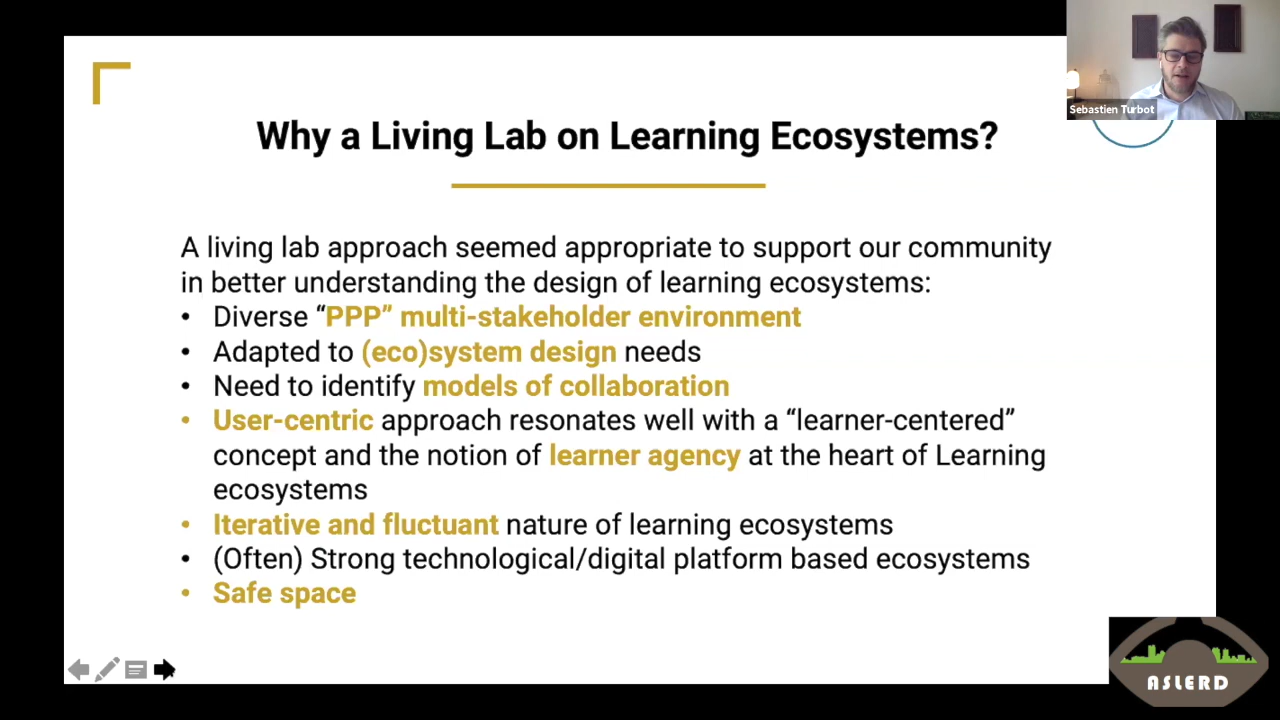 Sebastien Turbot
Why a Living Lab on Learning Ecosystems?
A living lab approach seemed appropriate to support our community
in better understanding the design of learning ecosystems:
• Diverse “PPP” multi-stakeholder environment
• Adapted to (eco)system design needs
• Need to identify models of collaboration
• User-centric approach resonates well with a “learner-centered”
concept and the notion of learner agency at the heart of Learning
ecosystems
• Iterative and fluctuant nature of learning ecosystems
• (Often) Strong technological/digital platform based ecosystems
• Safe space
ASLERD